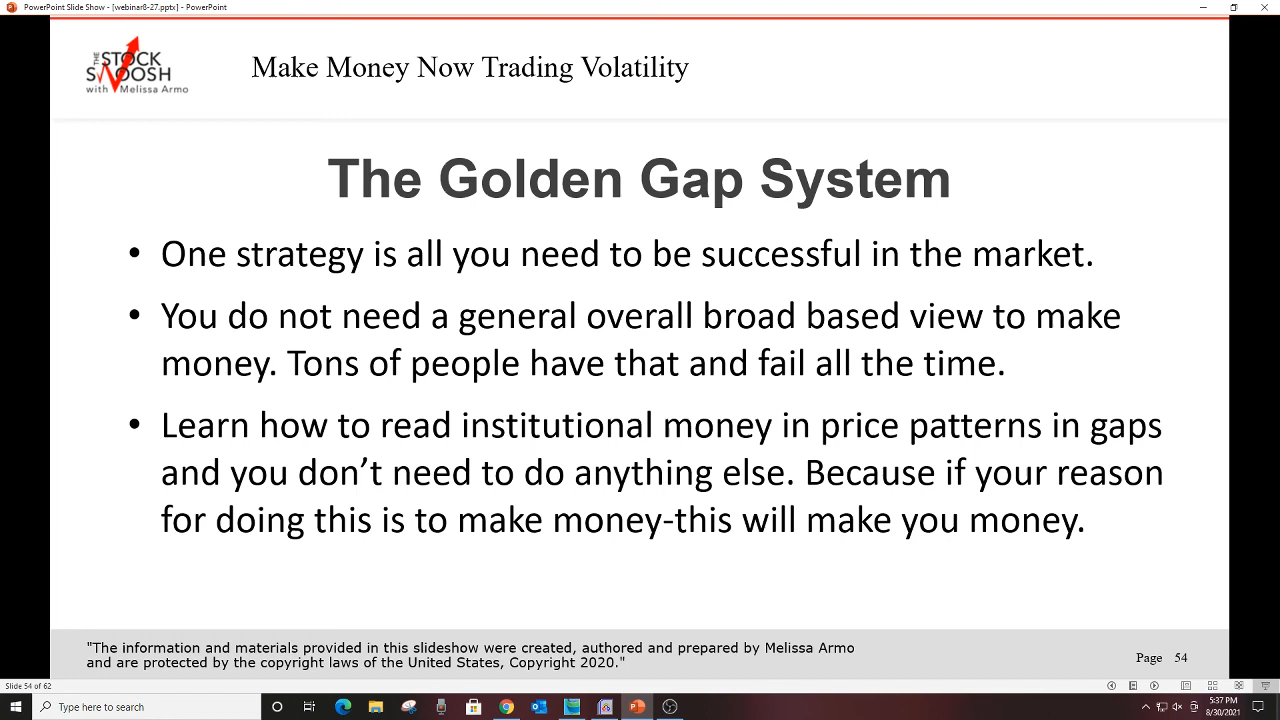 PowerPoint Slide Show - [webinar8-27.pptx] - PowerPoint
THE
STOCK
SWOOSH
with Melissa Armo
Make Money Now Trading Volatility
The Golden Gap System
• One strategy is all you need to be successful in the market.
• You do not need a general overall broad based view to make
money. Tons of people have that and fail all the time.
• Learn how to read institutional money in price patterns in gaps
and you don’t need to do anything else. Because if your reason
for doing this is to make money-this will make you money.
"The information and materials provided in this slideshow were created, authored and prepared by Melissa Armo
and are protected by the copyright laws of the United States, Copyright 2020."
Page 54
Slide 54 of 62
Type here to search
5:37 PM
8/30/2021